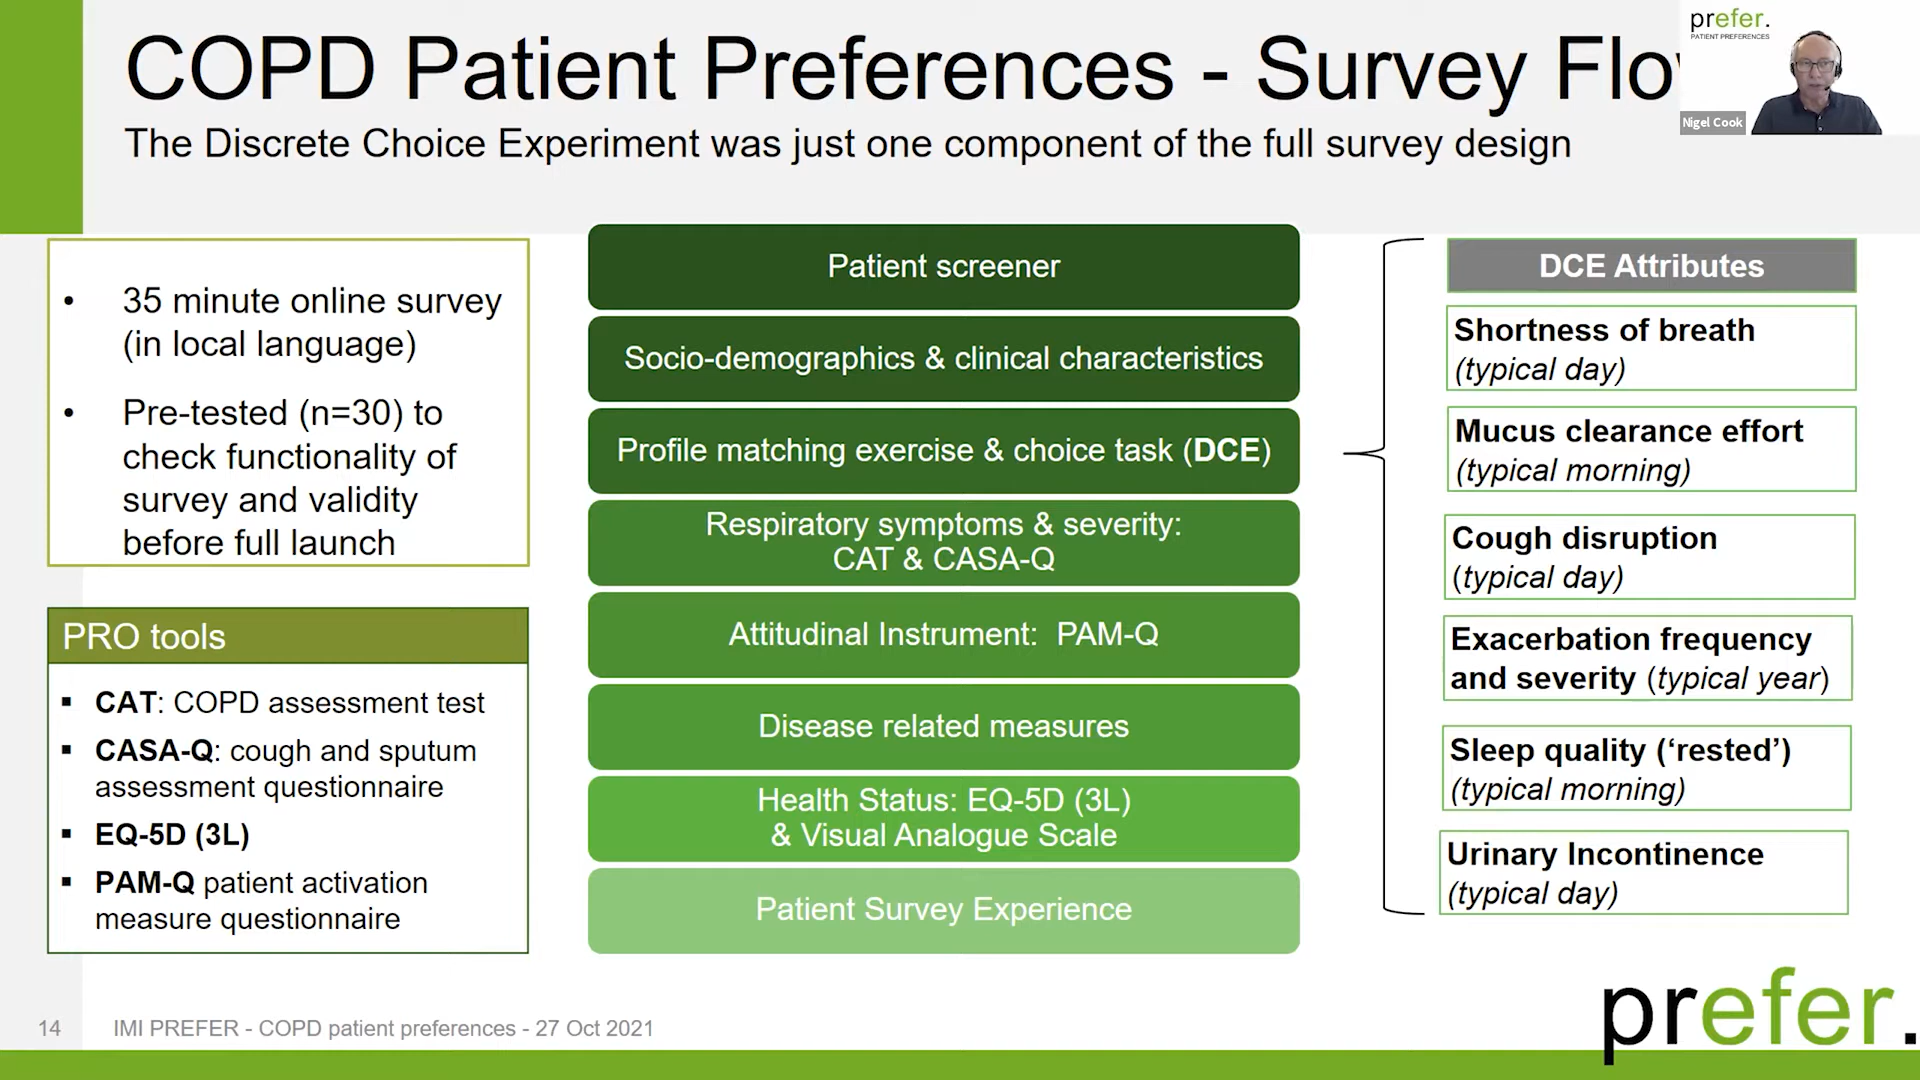 COPD Patient Preferences - Survey Flo
The Discrete Choice Experiment was just one component of the full survey design
prefer.
PATIENT PREFERENCES
Nigel Cook
• 35 minute online survey
(in local language)
• Pre-tested (n=30) to
check functionality of
survey and validity
before full launch
PRO tools
▪ CAT: COPD assessment test
▪ CASA-Q: cough and sputum
assessment questionnaire
▪ EQ-5D (3L)
▪ PAM-Q patient activation
measure questionnaire
Patient screener
Socio-demographics & clinical characteristics
Profile matching exercise & choice task (DCE)
Respiratory symptoms & severity:
CAT & CASA-Q
Attitudinal Instrument: PAM-Q
Disease related measures
Health Status: EQ-5D (3L)
& Visual Analogue Scale
Patient Survey Experience
DCE Attributes
Shortness of breath
(typical day)
Mucus clearance effort
(typical morning)
Cough disruption
(typical day)
Exacerbation frequency
and severity (typical year)
Sleep quality (‘rested’)
(typical morning)
Urinary Incontinence
(typical day)
14
IMI PREFER - COPD patient preferences - 27 Oct 2021
prefer.